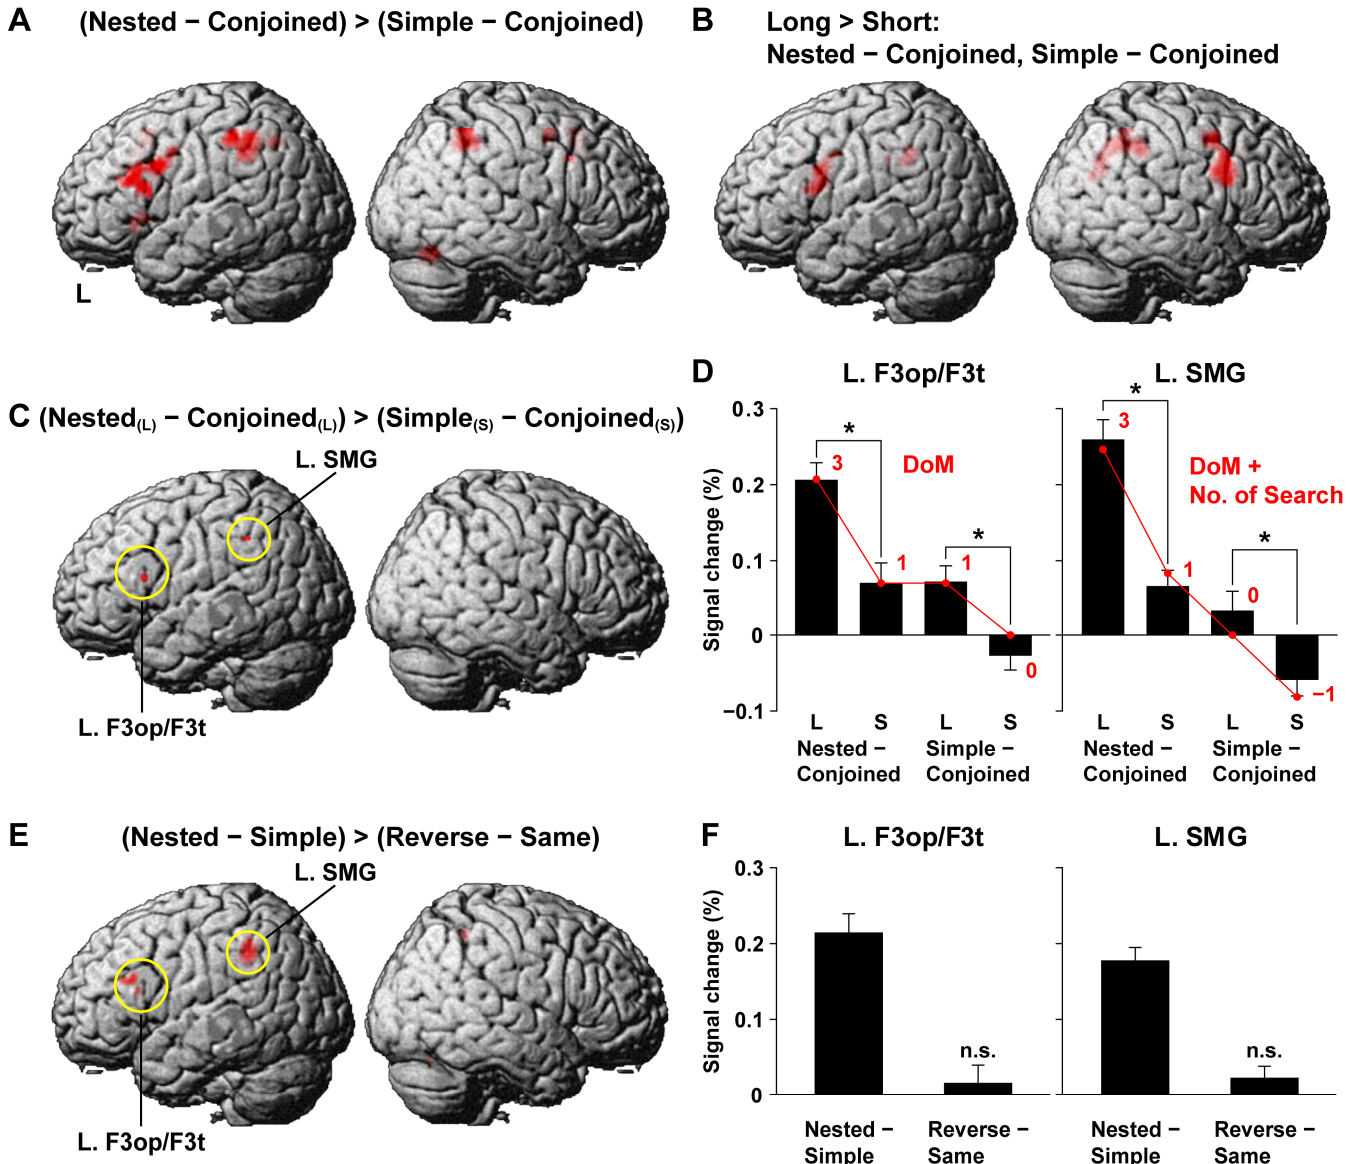 A (Nested − Conjoined) > (Simple − Conjoined)
L
B Long > Short:
Nested − Conjoined, Simple − Conjoined
C (Nested(L) − Conjoined(L)) > (Simple(S) − Conjoined(S))
L. SMG
L. F3op/F3t
D L. F3op/F3t L. SMG
Signal change (%)
0.3
0.2
0.1
0
−0.1
* 3 DoM
1 1 *
0
* 3
DoM +
No. of Search
1 0 *
−1
L S L S L S L S
Nested − Simple − Nested − Simple −
Conjoined Conjoined Conjoined Conjoined
E (Nested − Simple) > (Reverse − Same)
L. SMG
L. F3op/F3t
F L. F3op/F3t L. SMG
Signal change (%)
0.3
0.2
0.1
0
n.s. n.s.
Nested − Reverse − Nested − Reverse −
Simple Same Simple Same